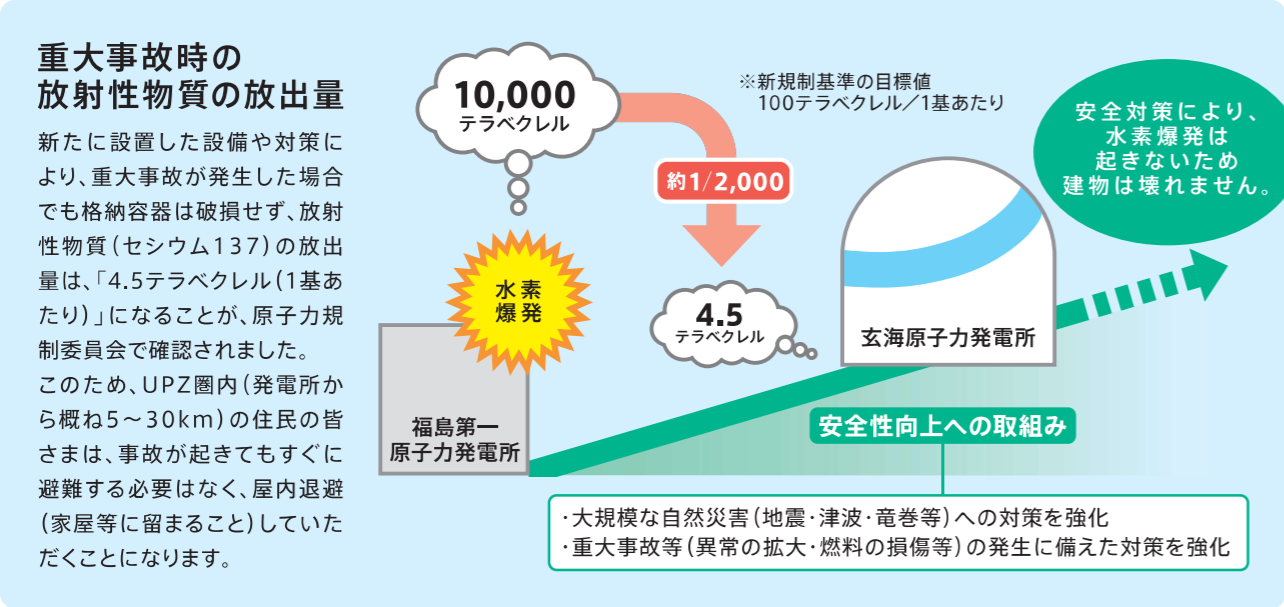 重大事故時の
放射性物質の放出量
新たに設置した設備や対策に
より、重大事故が発生した場合
でも格納容器は破損せず、放射
性物質(セシウム137)の放出
量は、「4.5テラベクレル(1基あ
たり)」になることが、原子力規
制委員会で確認されました。
このため、UPZ圏内(発電所か
ら概ね5～30km)の住民の皆
さまは、事故が起きてもすぐに
避難する必要はなく、屋内退避
(家屋等に留まること)していた
だくことになります。
10,000
テラベクレル
※新規制基準の目標値
100テラベクレル／1基あたり
約1/2,000
安全対策により、
水素爆発は
起きないため
建物は壊れません。
水素
爆発
4.5
テラベクレル
玄海原子力発電所
福島第一
原子力発電所
安全性向上への取組み
・大規模な自然災害(地震・津波・竜巻等)への対策を強化
・重大事故等(異常の拡大・燃料の損傷等)の発生に備えた対策を強化